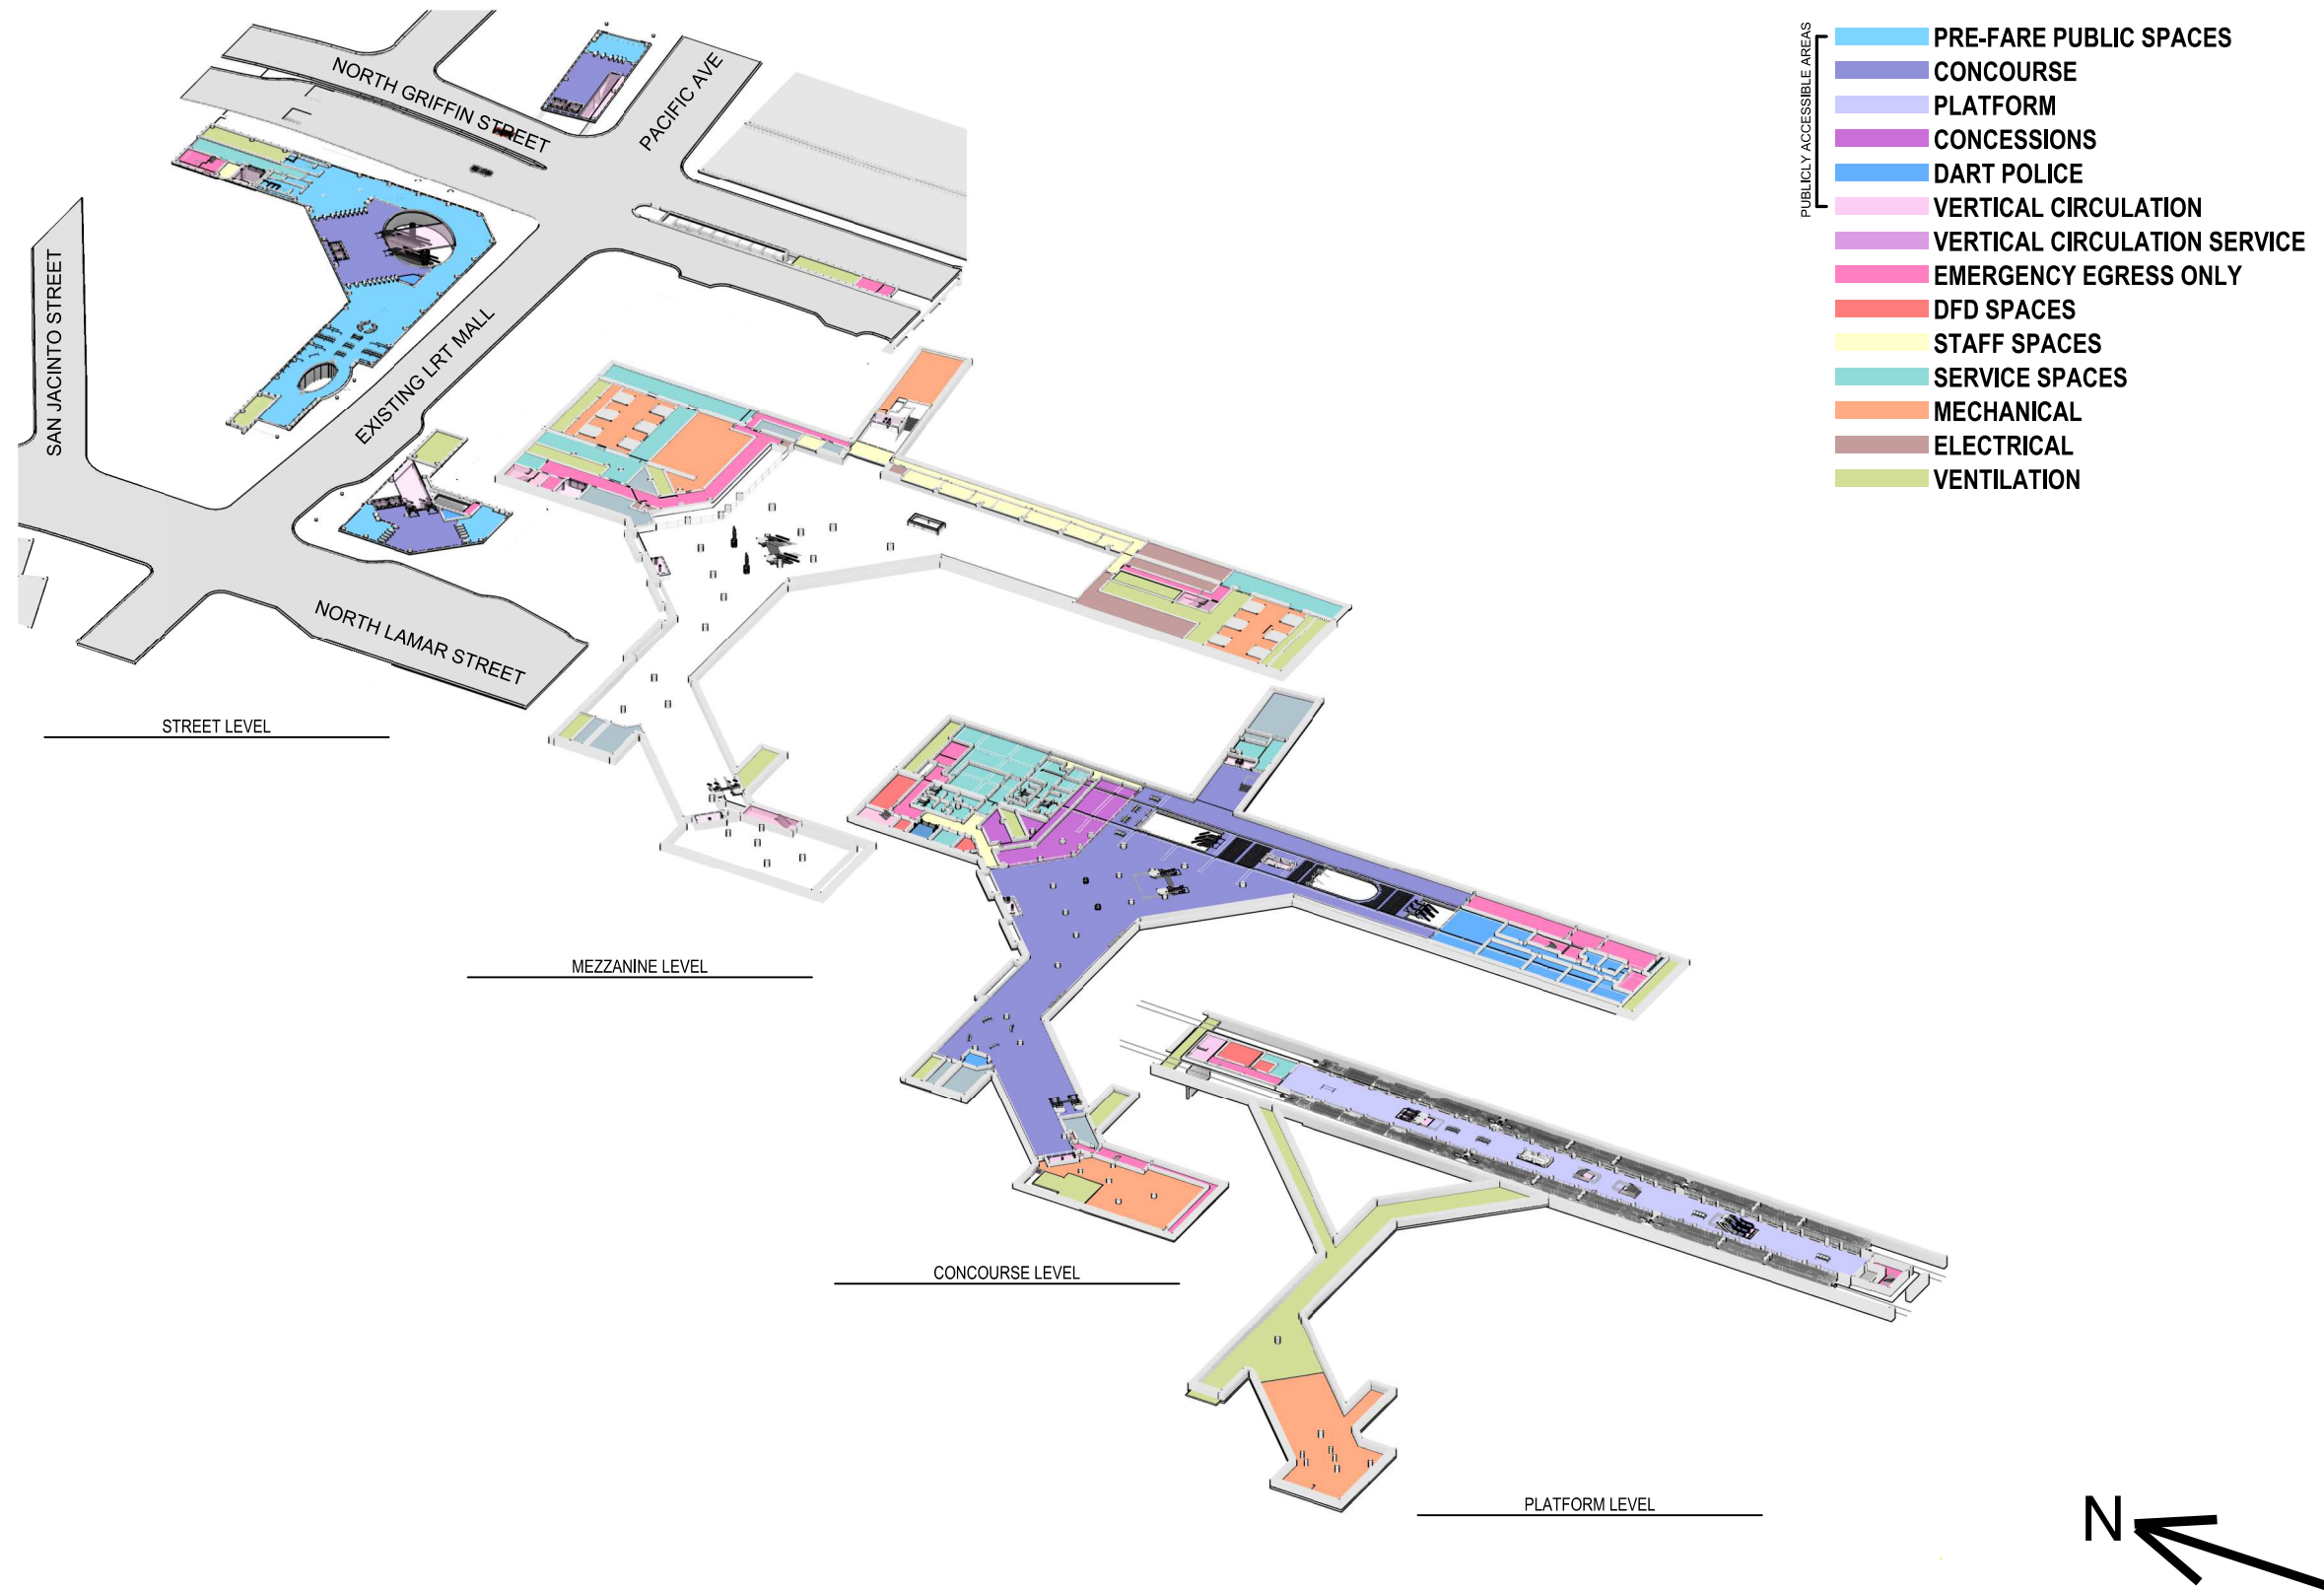 PUBLICLY ACCESSIBLE AREAS
PRE-FARE PUBLIC SPACES
CONCOURSE
PLATFORM
CONCESSIONS
DART POLICE
VERTICAL CIRCULATION
VERTICAL CIRCULATION SERVICE
EMERGENCY EGRESS ONLY
DFD SPACES
STAFF SPACES
SERVICE SPACES
MECHANICAL
ELECTRICAL
VENTILATION
NORTH GRIFFIN STREET
PACIFIC AVE
SAN JACINTO STREET
EXISTING LRT MALL
NORTH LAMAR STREET
STREET LEVEL
MEZZANINE LEVEL
CONCOURSE LEVEL
PLATFORM LEVEL
N